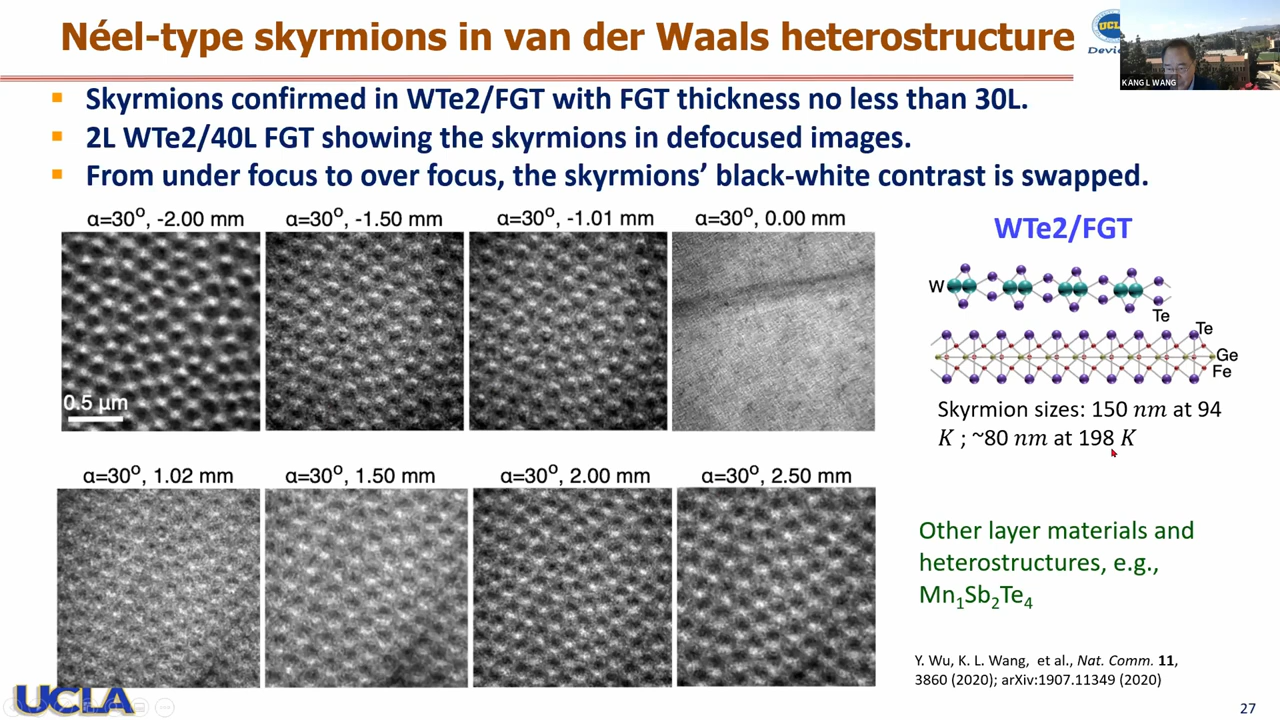 Néel-type skyrmions in van der Waals heterostructure
UCL
Devic
KANG L WANG
▪ Skyrmions confirmed in WTe2/FGT with FGT thickness no less than 30L.
▪ 2L WTe2/40L FGT showing the skyrmions in defocused images.
▪ From under focus to over focus, the skyrmions’ black-white contrast is swapped.
α=30°, -2.00 mm
α=30°, -1.50 mm
α=30°, -1.01 mm
α=30°, 0.00 mm
0.5 µm
α=30°, 1.02 mm
α=30°, 1.50 mm
α=30°, 2.00 mm
α=30°, 2.50 mm
WTe2/FGT
W
Te
Te
Ge
Fe
Skyrmion sizes: 150 nm at 94
K ; ~80 nm at 198 K
Other layer materials and
heterostructures, e.g.,
Mn₁Sb₂Te₄
Y. Wu, K. L. Wang, et al., Nat. Comm. 11,
3860 (2020); arXiv:1907.11349 (2020)
UCLA
27